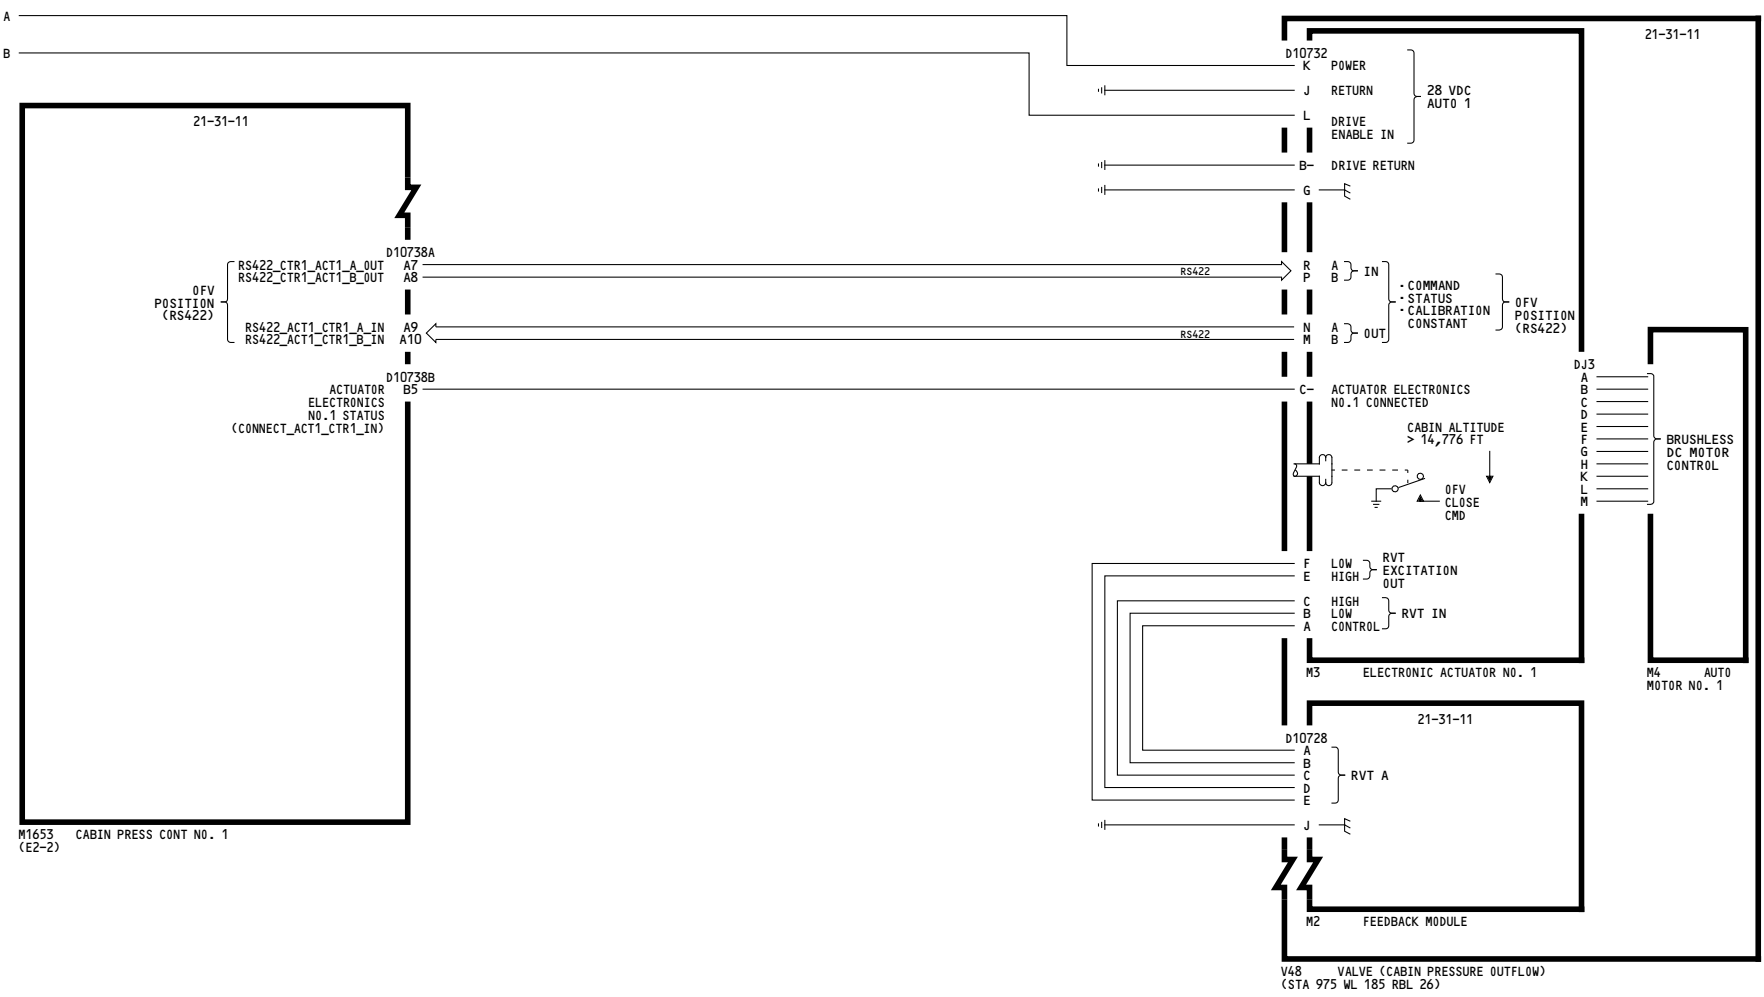 A
B
21-31-11
D10738A
RS422_CTR1_ACT1_A_OUT A7
RS422_CTR1_ACT1_B_OUT A8
OFV
POSITION
(RS422)
RS422_ACT1_CTR1_A_IN A9
RS422_ACT1_CTR1_B_IN A10
D10738B
ACTUATOR B5
ELECTRONICS
NO.1 STATUS
(CONNECT_ACT1_CTR1_IN)
M1653 CABIN PRESS CONT NO. 1
(E2-2)
RS422
RS422
21-31-11
D10732
K POWER
J RETURN
L DRIVE
ENABLE IN
28 VDC
AUTO 1
B DRIVE RETURN
G
R A
P B
IN
N A
M B
OUT
· COMMAND
· STATUS
· CALIBRATION
CONSTANT
OFV
POSITION
(RS422)
C ACTUATOR ELECTRONICS
NO.1 CONNECTED
CABIN ALTITUDE
> 14,776 FT
OFV
CLOSE
CMD
F LOW
E HIGH
RVT
EXCITATION
OUT
C HIGH
B LOW
A CONTROL
RVT IN
M3 ELECTRONIC ACTUATOR NO. 1
DJ3
A
B
C
D
E
F
G
H
K
L
M
BRUSHLESS
DC MOTOR
CONTROL
M4 AUTO
MOTOR NO. 1
21-31-11
D10728
A
B
C
D
E
RVT A
J
M2 FEEDBACK MODULE
V48 VALVE (CABIN PRESSURE OUTFLOW)
(STA 975 WL 185 RBL 26)